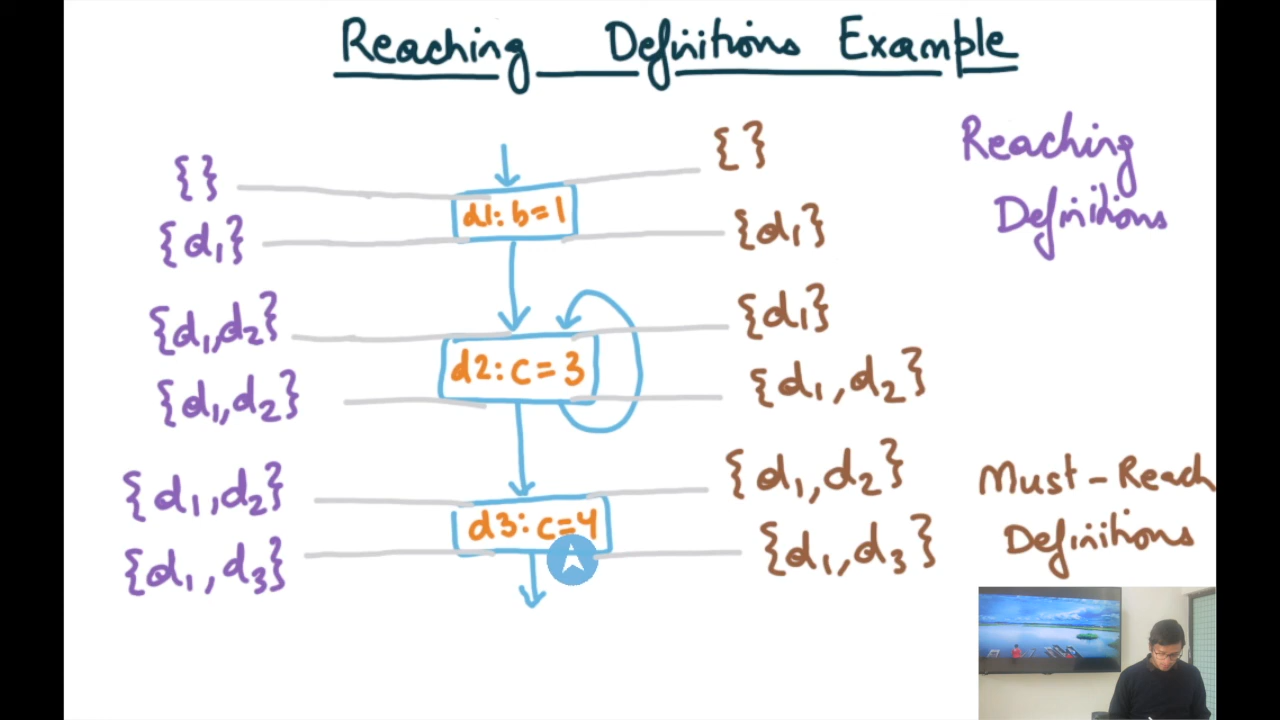 Reaching Definitions Example
{ }
{d1}
{d1,d2}
{d1,d2}
{d1,d2}
{d1,d3}
d1: b=1
d2: c=3
d3: c=4
{ }
{d1}
{d1}
{d1,d2}
{d1,d2}
{d1,d3}
Reaching
Definitions
Must-Reach
Definitions